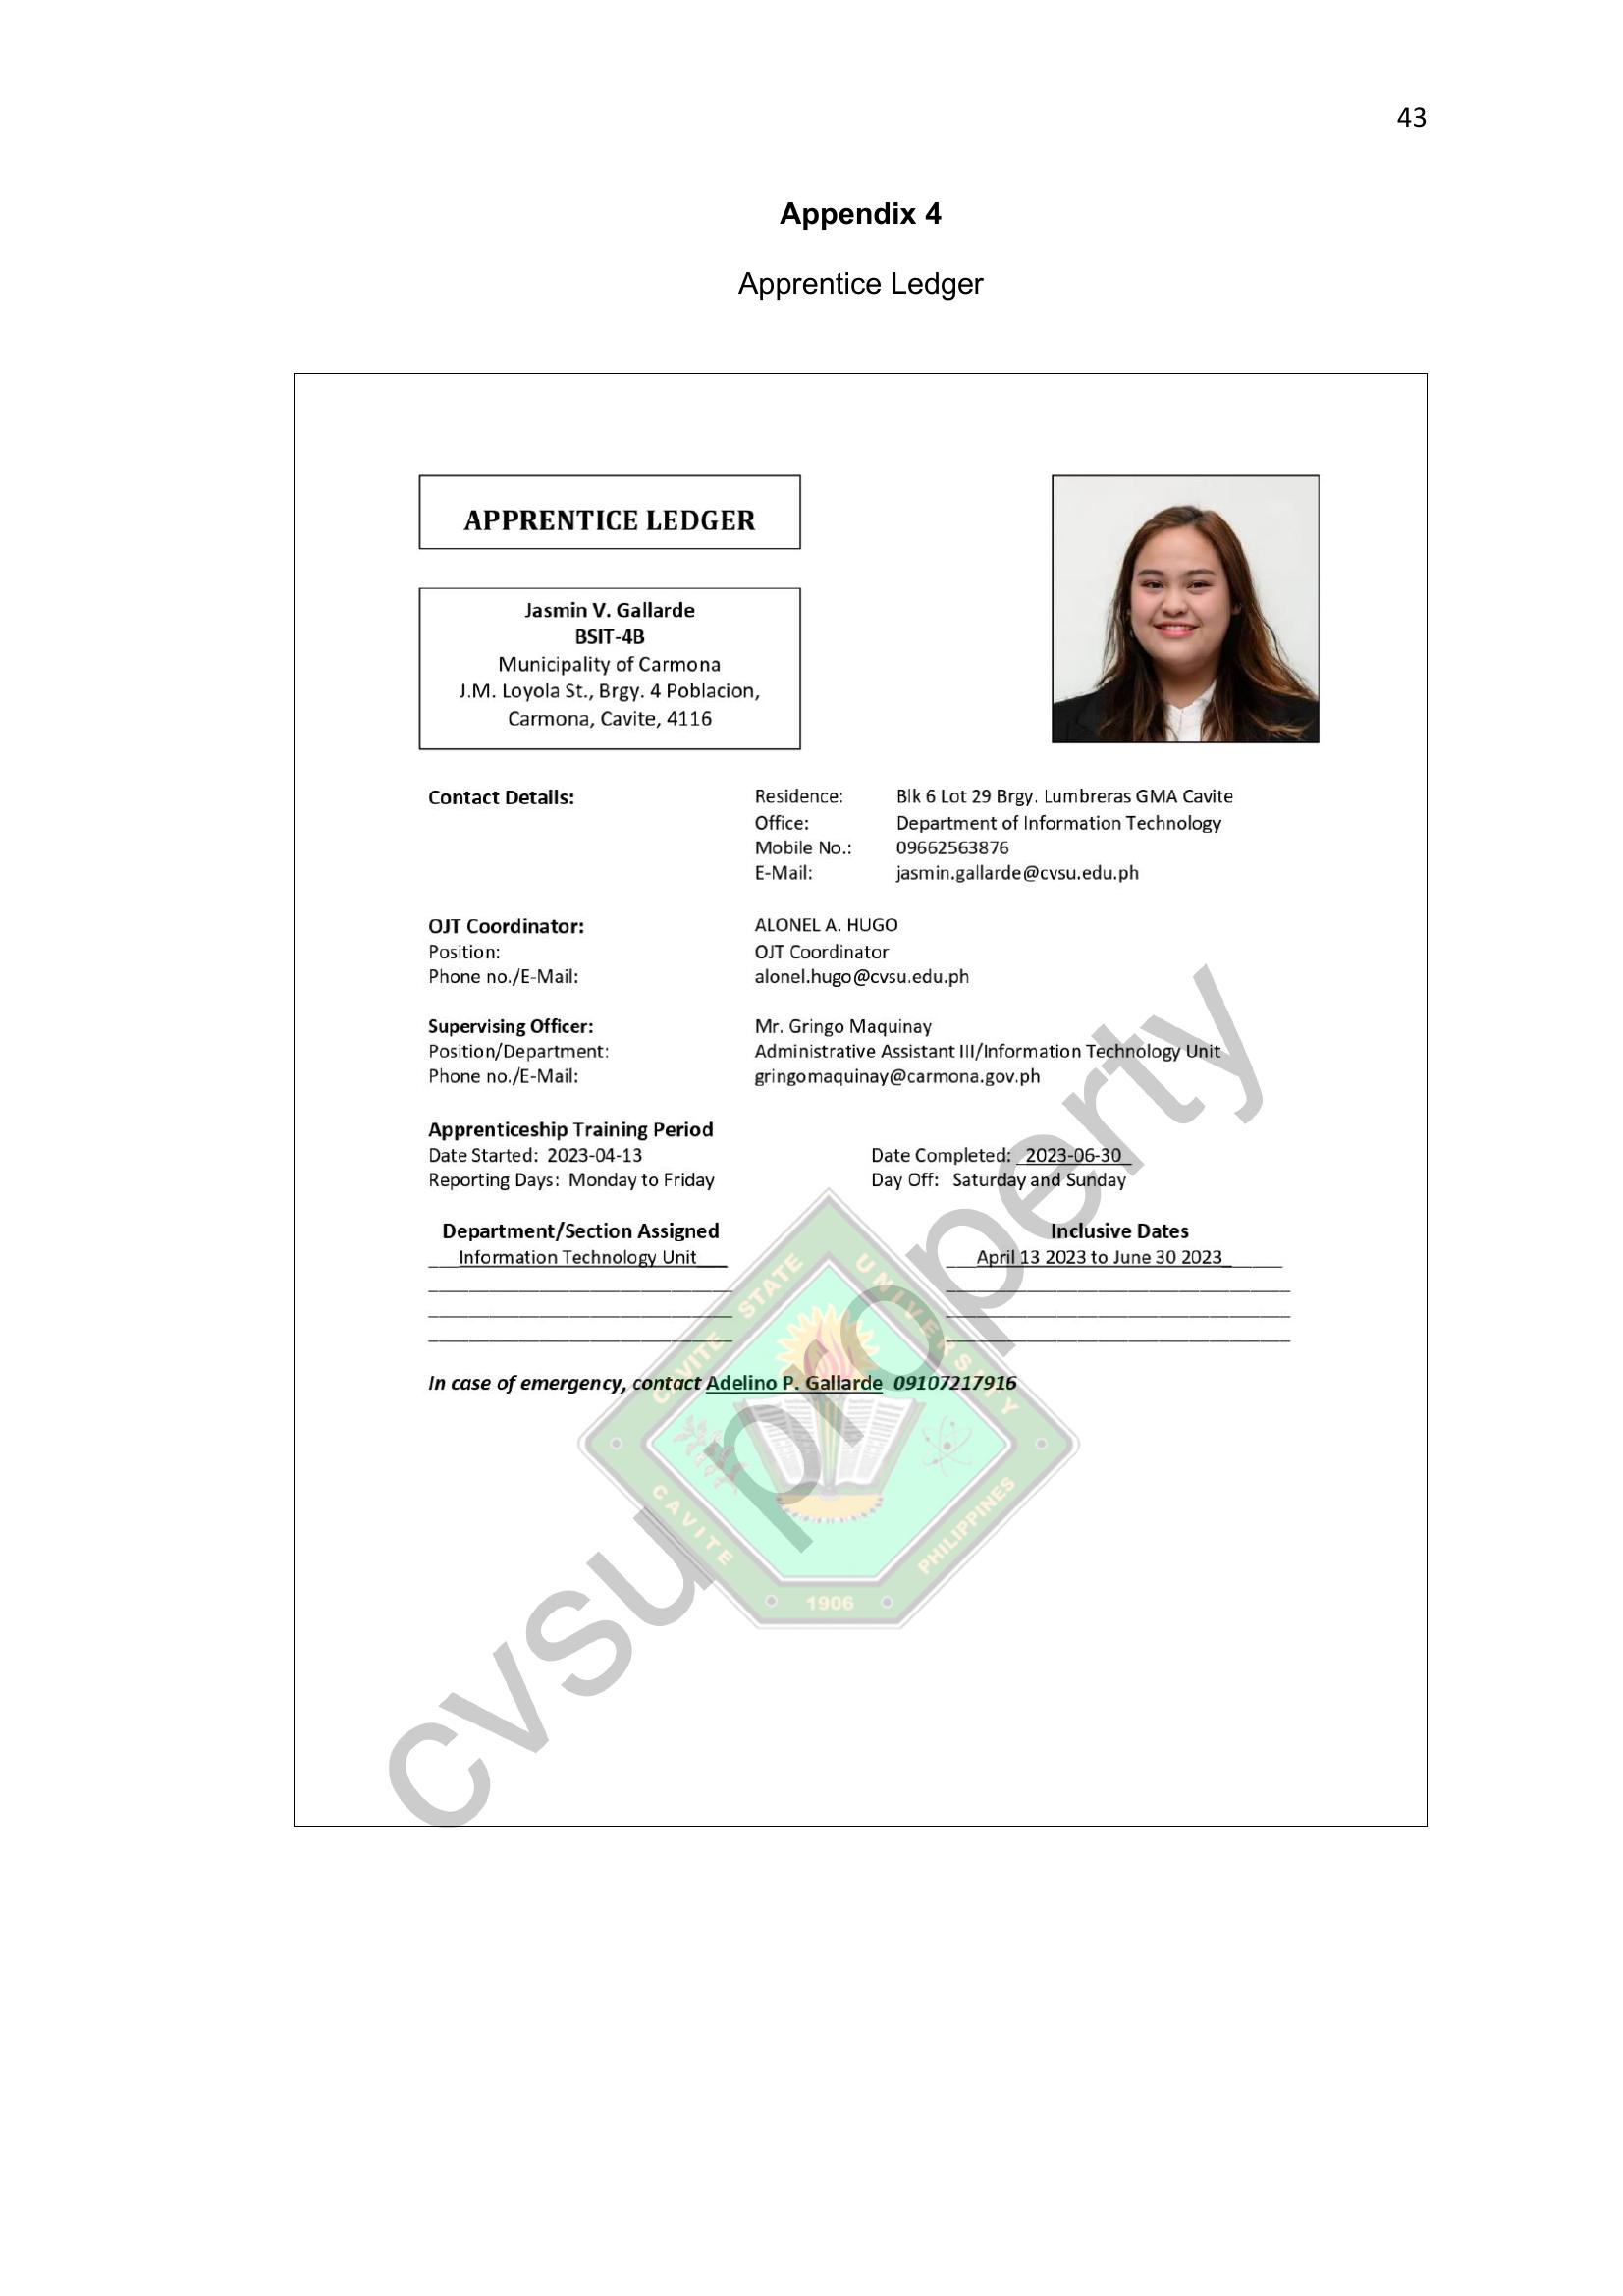 43
Appendix 4
Apprentice Ledger
APPRENTICE LEDGER
Jasmin V. Gallarde
BSIT-4B
Municipality of Carmona
J.M. Loyola St., Brgy. 4 Poblacion,
Carmona, Cavite, 4116
Contact Details: Residence: Blk 6 Lot 29 Brgy. Lumbreras GMA Cavite
Office: Department of Information Technology
Mobile No.: 09662563876
E-Mail: jasmin.gallarde@cvsu.edu.ph
OJT Coordinator: ALONEL A. HUGO
Position: OJT Coordinator
Phone no./E-Mail: alonel.hugo@cvsu.edu.ph
Supervising Officer: Mr. Gringo Maquinay
Position/Department: Administrative Assistant III/Information Technology Unit
Phone no./E-Mail: gringomaquinay@carmona.gov.ph
Apprenticeship Training Period
Date Started: 2023-04-13 Date Completed: 2023-06-30
Reporting Days: Monday to Friday Day Off: Saturday and Sunday
Department/Section Assigned Inclusive Dates
Information Technology Unit April 13 2023 to June 30 2023
In case of emergency, contact Adelino P. Gallarde 09107217916
CAVITE STATE UNIVERSITY
CAVITE PHILIPPINES
1906
cvsu property